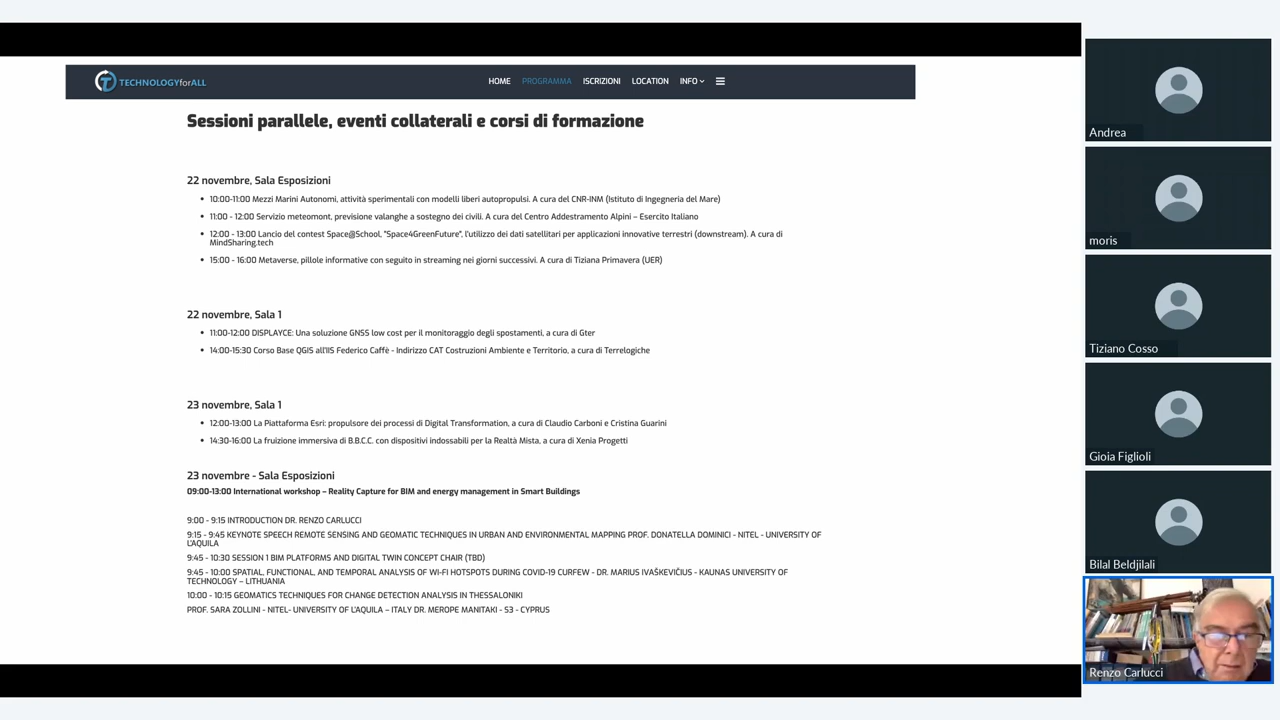 TECHNOLOGYforALL
HOME PROGRAMMA ISCRIZIONI LOCATION INFO
Sessioni parallele, eventi collaterali e corsi di formazione
22 novembre, Sala Esposizioni
• 10:00-11:00 Mezzi Marini Autonomi, attività sperimentali con modelli liberi autopropulsi. A cura del CNR-INM (Istituto di Ingegneria del Mare)
• 11:00 - 12:00 Servizio meteomont, previsione valanghe a sostegno dei civili. A cura del Centro Addestramento Alpini – Esercito Italiano
• 12:00 - 13:00 Lancio del contest Space@School, "Space4GreenFuture", l'utilizzo dei dati satellitari per applicazioni innovative terrestri (downstream). A cura di
MindSharing.tech
• 15:00 - 16:00 Metaverse, pillole informative con seguito in streaming nei giorni successivi. A cura di Tiziana Primavera (UER)
22 novembre, Sala 1
• 11:00-12:00 DISPLAYCE: Una soluzione GNSS low cost per il monitoraggio degli spostamenti, a cura di Gter
• 14:00-15:30 Corso Base QGIS all'IIS Federico Caffè - Indirizzo CAT Costruzioni Ambiente e Territorio, a cura di Terrelogiche
23 novembre, Sala 1
• 12:00-13:00 La Piattaforma Esri: propulsore dei processi di Digital Transformation, a cura di Claudio Carboni e Cristina Guarini
• 14:30-16:00 La fruizione immersiva di B.B.C.C. con dispositivi indossabili per la Realtà Mista, a cura di Xenia Progetti
23 novembre - Sala Esposizioni
09:00-13:00 International workshop – Reality Capture for BIM and energy management in Smart Buildings
9:00 - 9:15 INTRODUCTION DR. RENZO CARLUCCI
9:15 - 9:45 KEYNOTE SPEECH REMOTE SENSING AND GEOMATIC TECHNIQUES IN URBAN AND ENVIRONMENTAL MAPPING PROF. DONATELLA DOMINICI - NITEL - UNIVERSITY OF
L'AQUILA
9:45 - 10:30 SESSION 1 BIM PLATFORMS AND DIGITAL TWIN CONCEPT CHAIR (TBD)
9:45 - 10:00 SPATIAL, FUNCTIONAL, AND TEMPORAL ANALYSIS OF WI-FI HOTSPOTS DURING COVID-19 CURFEW - DR. MARIUS IVAŠKEVIČIUS - KAUNAS UNIVERSITY OF
TECHNOLOGY – LITHUANIA
10:00 - 10:15 GEOMATICS TECHNIQUES FOR CHANGE DETECTION ANALYSIS IN THESSALONIKI
PROF. SARA ZOLLINI - NITEL- UNIVERSITY OF L'AQUILA – ITALY DR. MEROPE MANITAKI - S3 - CYPRUS
Andrea
moris
Tiziano Cosso
Gioia Figlioli
Bilal Beldjilali
Renzo Carlucci